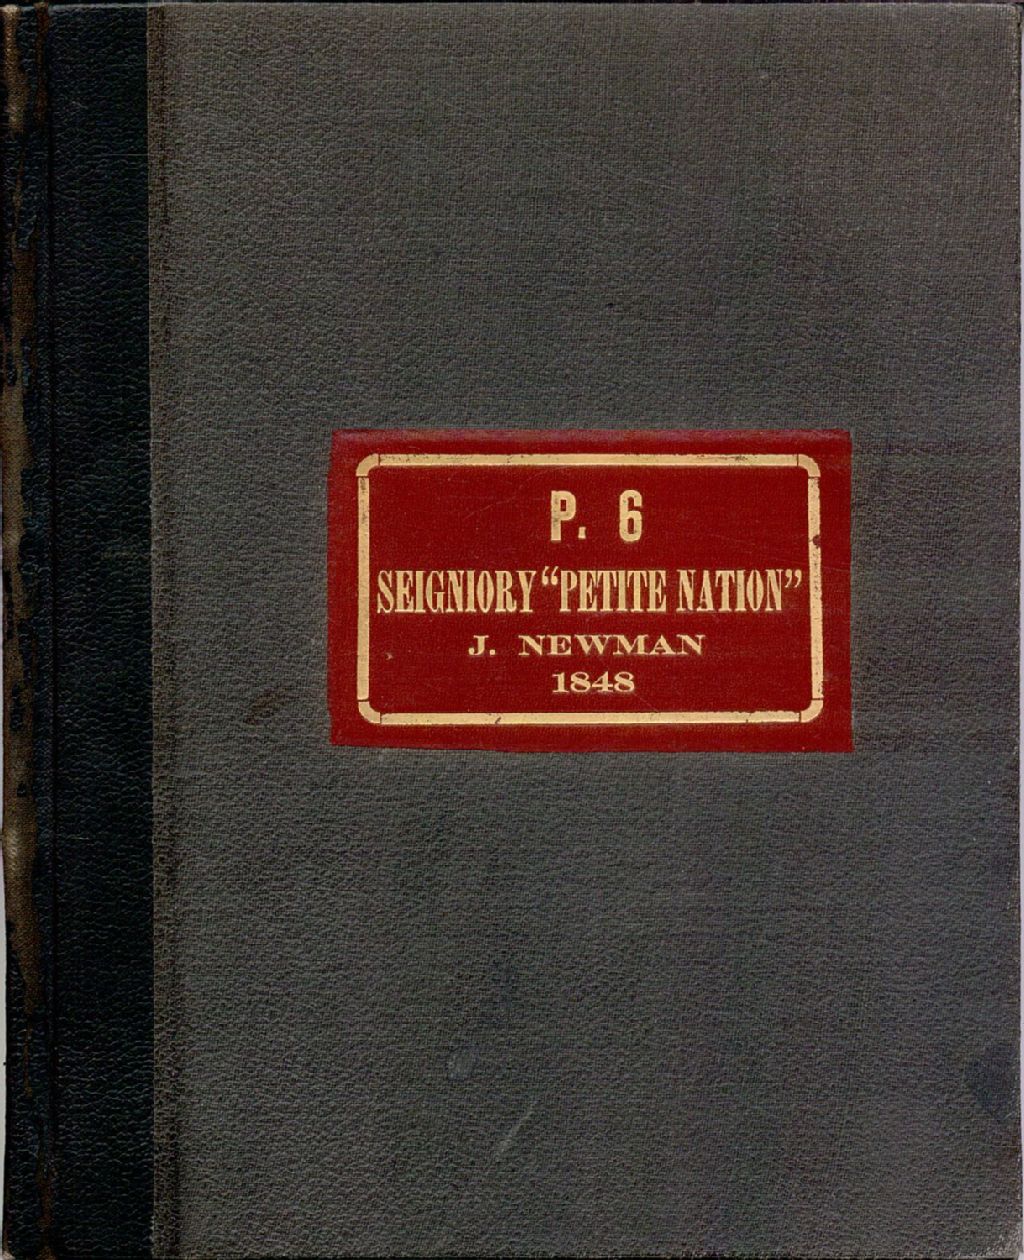 P. 6
SEIGNIORY “PETITE NATION”
J. NEWMAN
1848